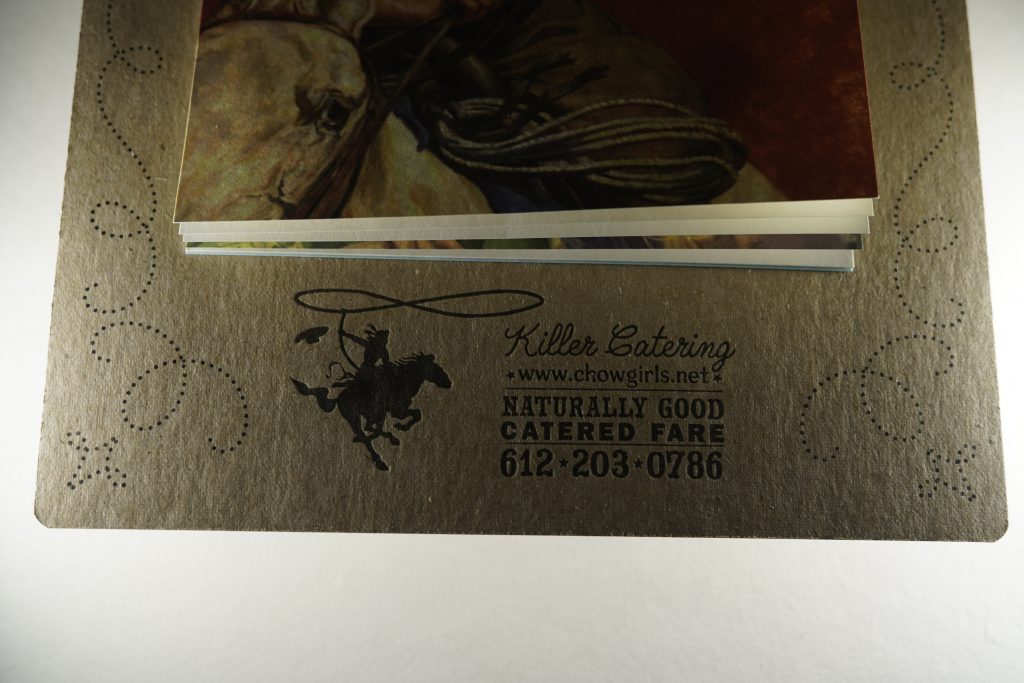 Killer Catering
★www.chowgirls.net★
NATURALLY GOOD
CATERED FARE
612★203★0786